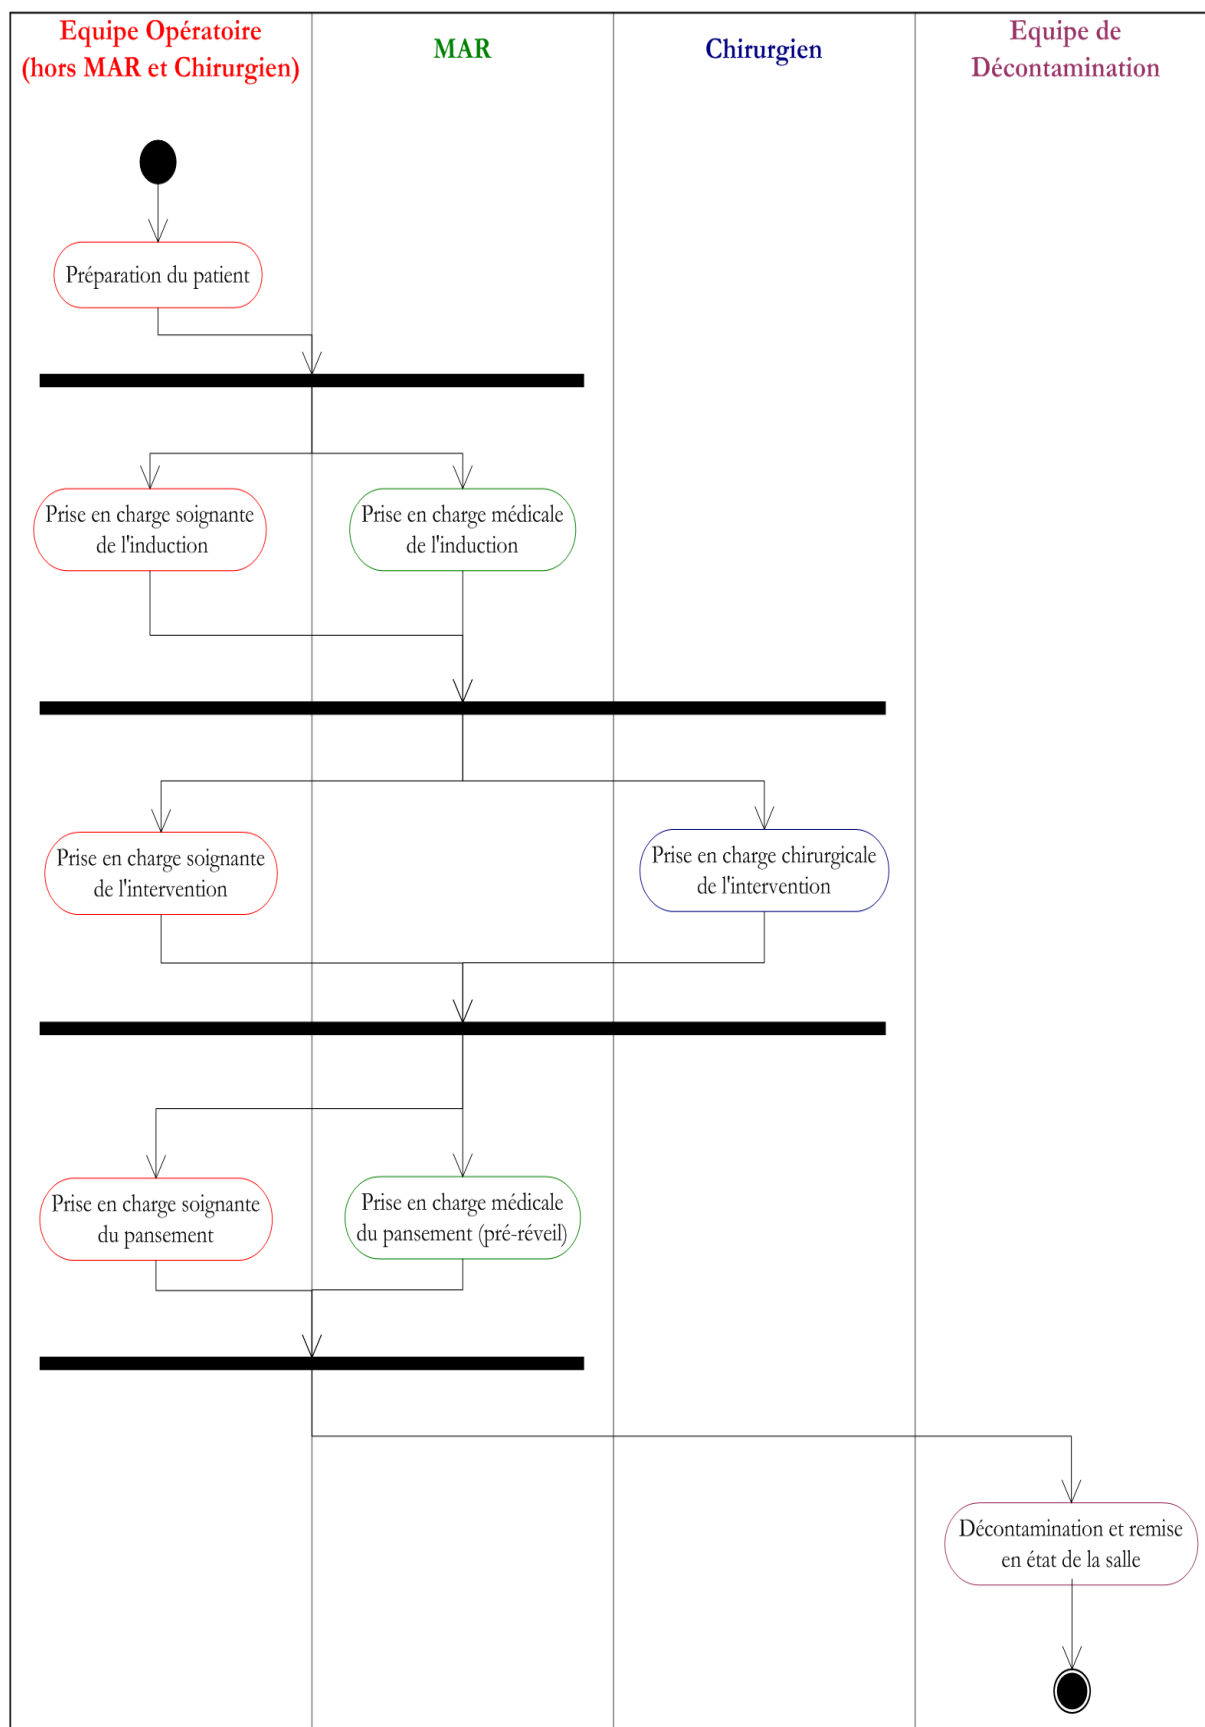 Equipe Opératoire
(hors MAR et Chirurgien)
MAR
Chirurgien
Equipe de
Décontamination
Préparation du patient
Prise en charge soignante
de l'induction
Prise en charge médicale
de l'induction
Prise en charge soignante
de l'intervention
Prise en charge chirurgicale
de l'intervention
Prise en charge soignante
du pansement
Prise en charge médicale
du pansement (pré-réveil)
Décontamination et remise
en état de la salle